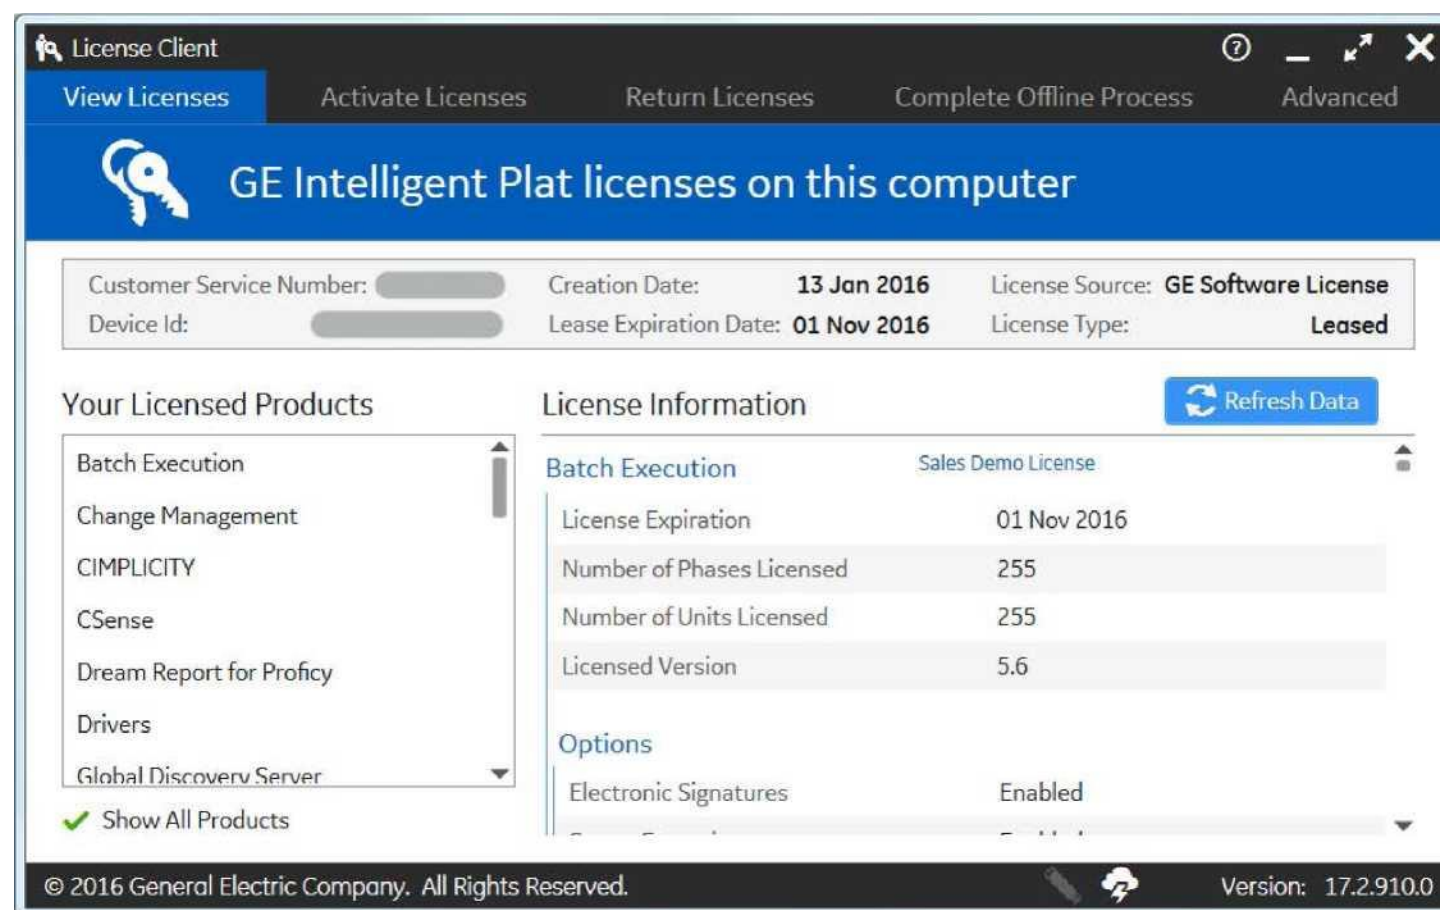 License Client
View Licenses Activate Licenses Return Licenses Complete Offline Process Advanced
GE Intelligent Plat licenses on this computer
Customer Service Number: Creation Date: 13 Jan 2016 License Source: GE Software License
Device Id: Lease Expiration Date: 01 Nov 2016 License Type: Leased
Your Licensed Products
Batch Execution
Change Management
CIMPLICITY
CSense
Dream Report for Proficy
Drivers
Global Discovery Server
Show All Products
License Information
Refresh Data
Batch Execution Sales Demo License
License Expiration 01 Nov 2016
Number of Phases Licensed 255
Number of Units Licensed 255
Licensed Version 5.6
Options
Electronic Signatures Enabled
© 2016 General Electric Company. All Rights Reserved.
Version: 17.2.910.0